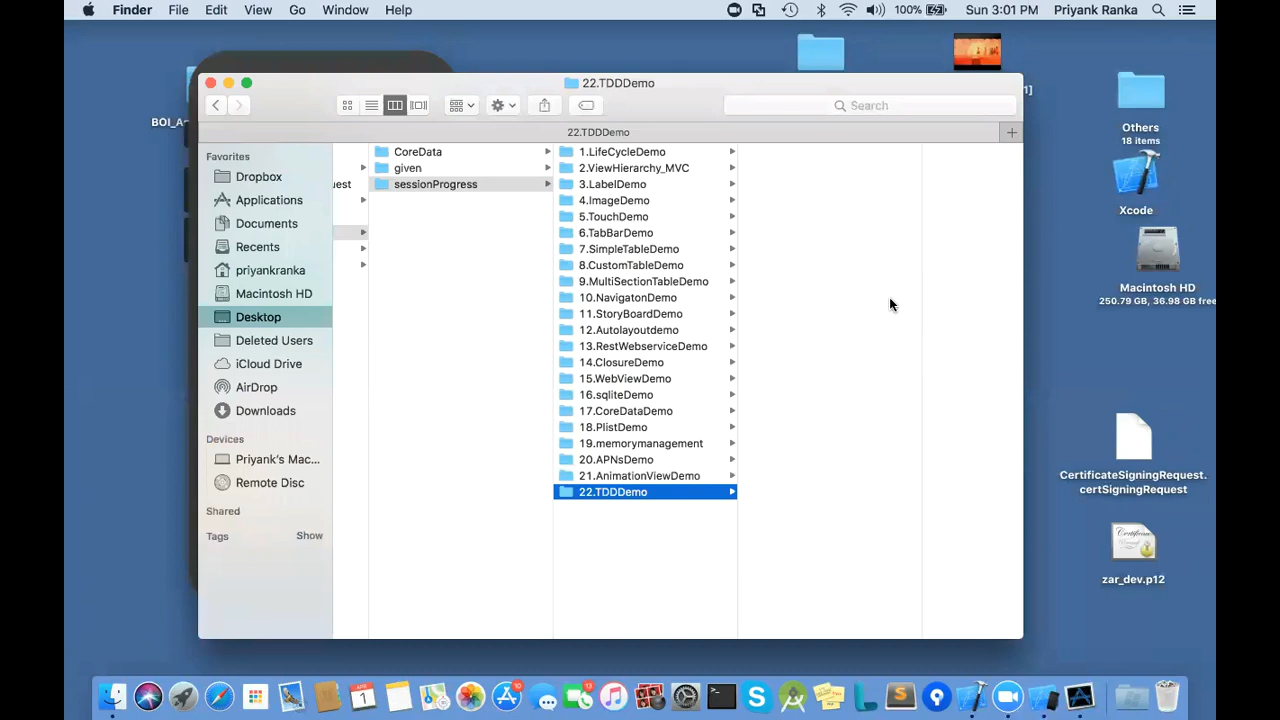 Finder File Edit View Go Window Help 100% Sun 3:01 PM Priyank Ranka
22.TDDDemo
Search
22.TDDDemo
Favorites
Dropbox
Applications
Documents
Recents
priyankranka
Macintosh HD
Desktop
Deleted Users
iCloud Drive
AirDrop
Downloads
Devices
Priyank's Mac...
Remote Disc
Shared
Tags Show
uest
CoreData
given
sessionProgress
1.LifeCycleDemo
2.ViewHierarchy_MVC
3.LabelDemo
4.ImageDemo
5.TouchDemo
6.TabBarDemo
7.SimpleTableDemo
8.CustomTableDemo
9.MultiSectionTableDemo
10.NavigatonDemo
11.StoryBoardDemo
12.Autolayoutdemo
13.RestWebserviceDemo
14.ClosureDemo
15.WebViewDemo
16.sqliteDemo
17.CoreDataDemo
18.PlistDemo
19.memorymanagement
20.APNsDemo
21.AnimationViewDemo
22.TDDDemo
BOI_A
]
Others
18 items
Xcode
Macintosh HD
250.79 GB, 36.98 GB free
CertificateSigningRequest.
certSigningRequest
zar_dev.p12